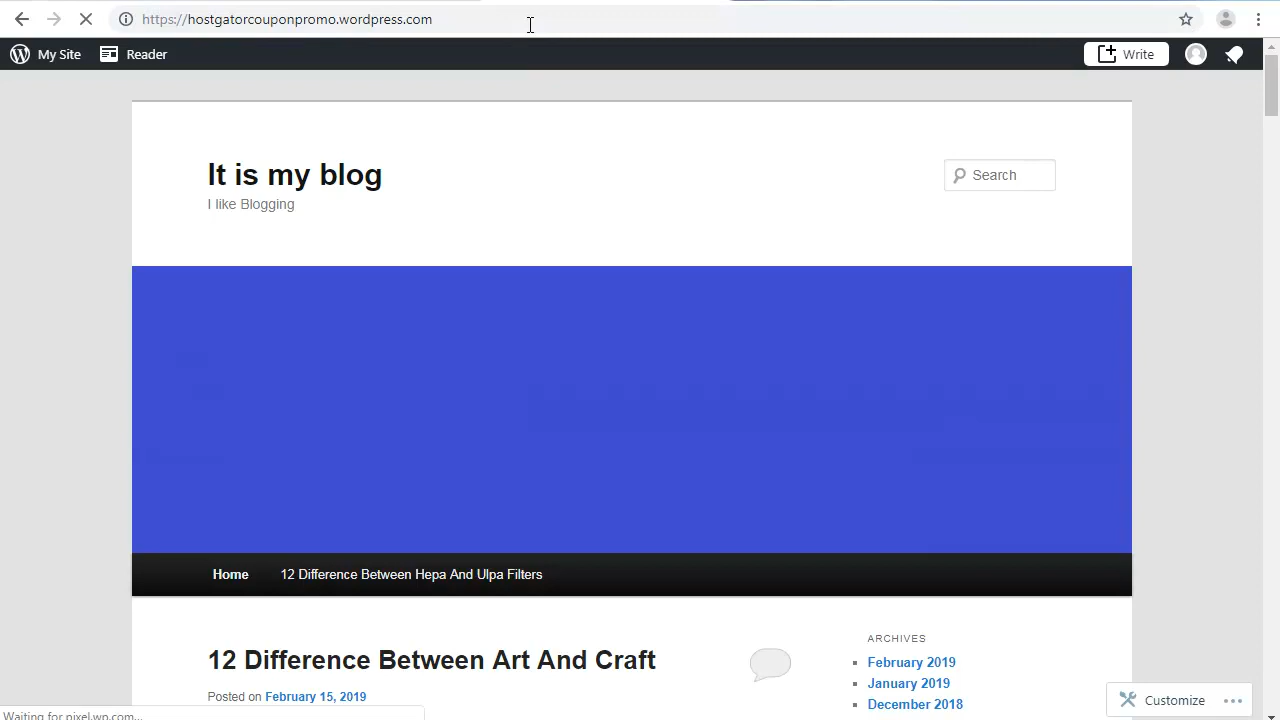 https://hostgatorcouponpromo.wordpress.com
My Site Reader Write
It is my blog
I like Blogging
Search
Home 12 Difference Between Hepa And Ulpa Filters
12 Difference Between Art And Craft
Posted on February 15, 2019
ARCHIVES
February 2019
January 2019
December 2018
Customize
Waiting for pixel.wp.com...